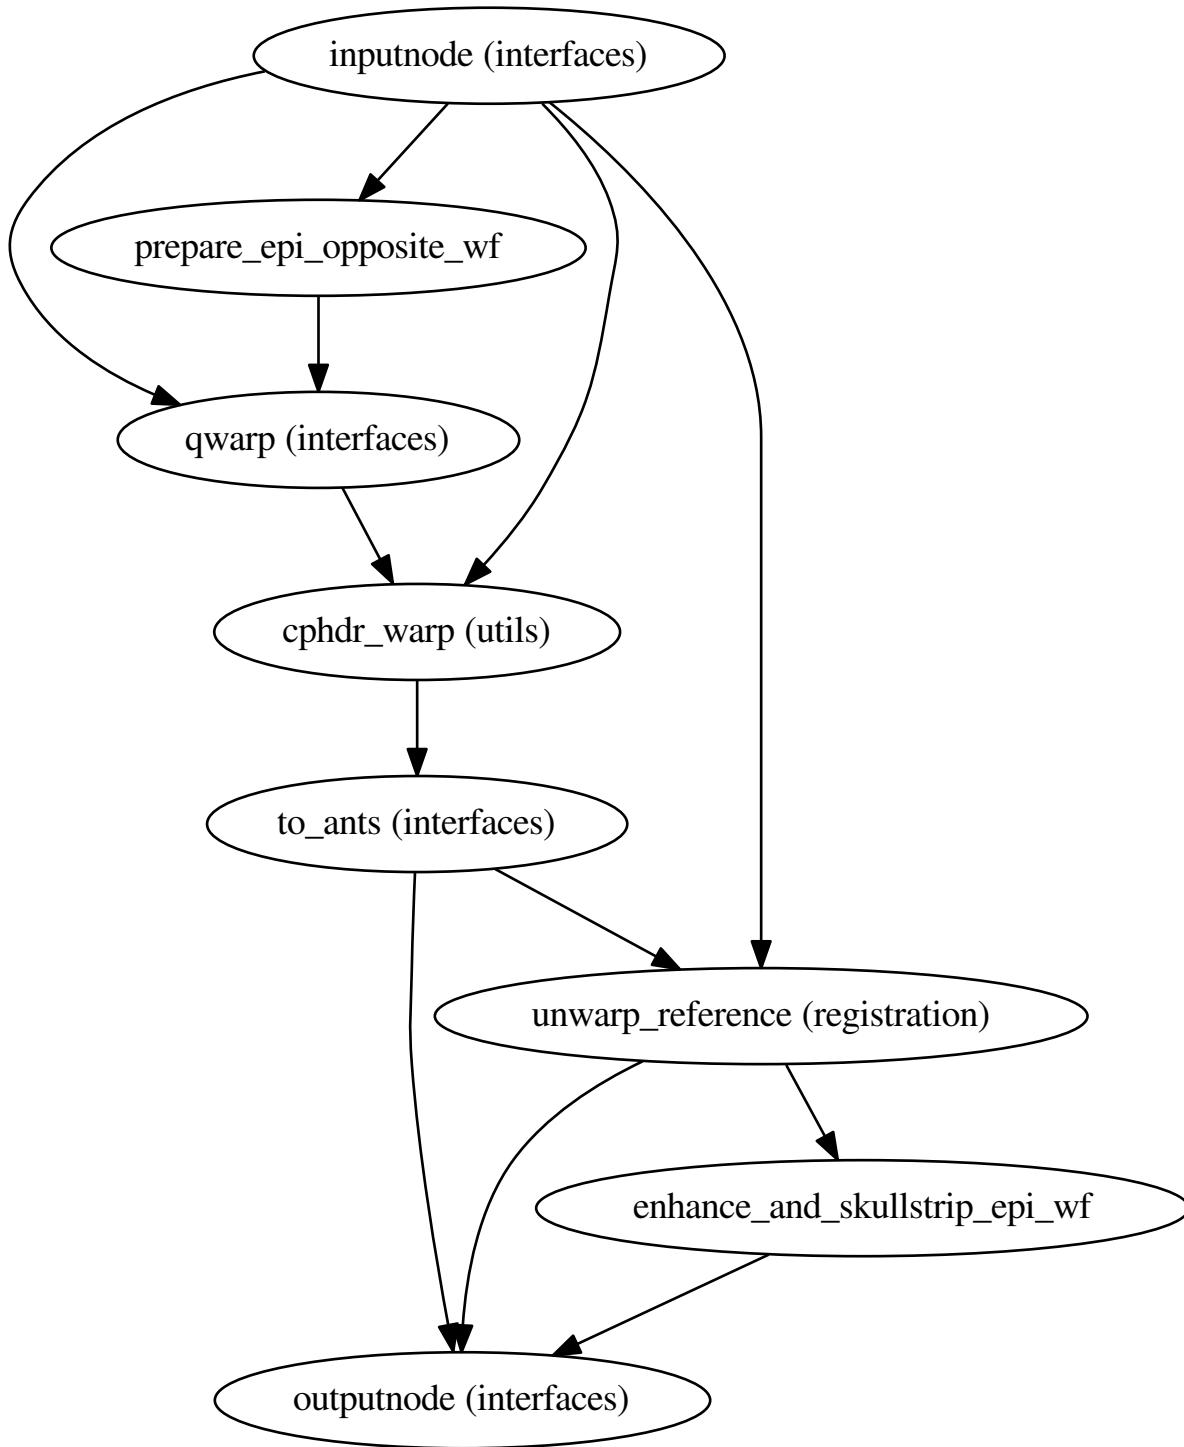 inputnode (interfaces)
prepare_epi_opposite_wf
qwarp (interfaces)
cphdr_warp (utils)
to_ants (interfaces)
unwarp_reference (registration)
enhance_and_skullstrip_epi_wf
outputnode (interfaces)